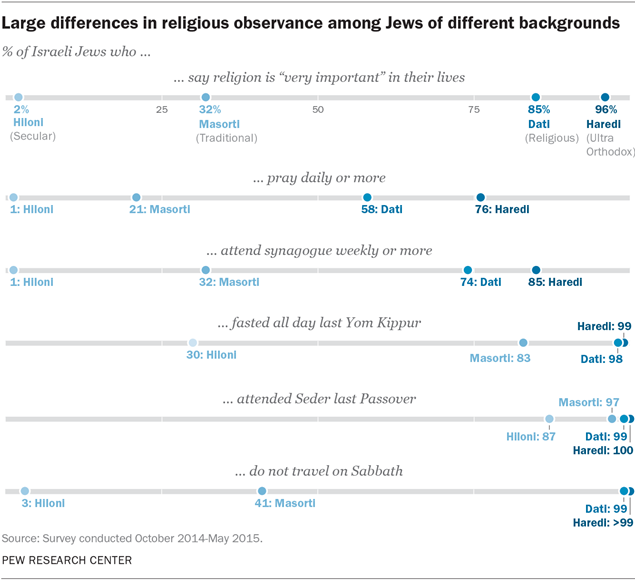 Large differences in religious observance among Jews of different backgrounds
% of Israeli Jews who ...
... say religion is “very important” in their lives
2% 25 32% 50 75 85% 96%
Hiloni Masorti Dati Haredi
(Secular) (Traditional) (Religious) (Ultra
Orthodox)
... pray daily or more
1: Hiloni 21: Masorti 58: Dati 76: Haredi
... attend synagogue weekly or more
1: Hiloni 32: Masorti 74: Dati 85: Haredi
... fasted all day last Yom Kippur
Haredi: 99
30: Hiloni Masorti: 83 Dati: 98
... attended Seder last Passover
Masorti: 97
Hiloni: 87 Dati: 99
Haredi: 100
... do not travel on Sabbath
3: Hiloni 41: Masorti
Dati: 99
Haredi: >99
Source: Survey conducted October 2014-May 2015.
PEW RESEARCH CENTER